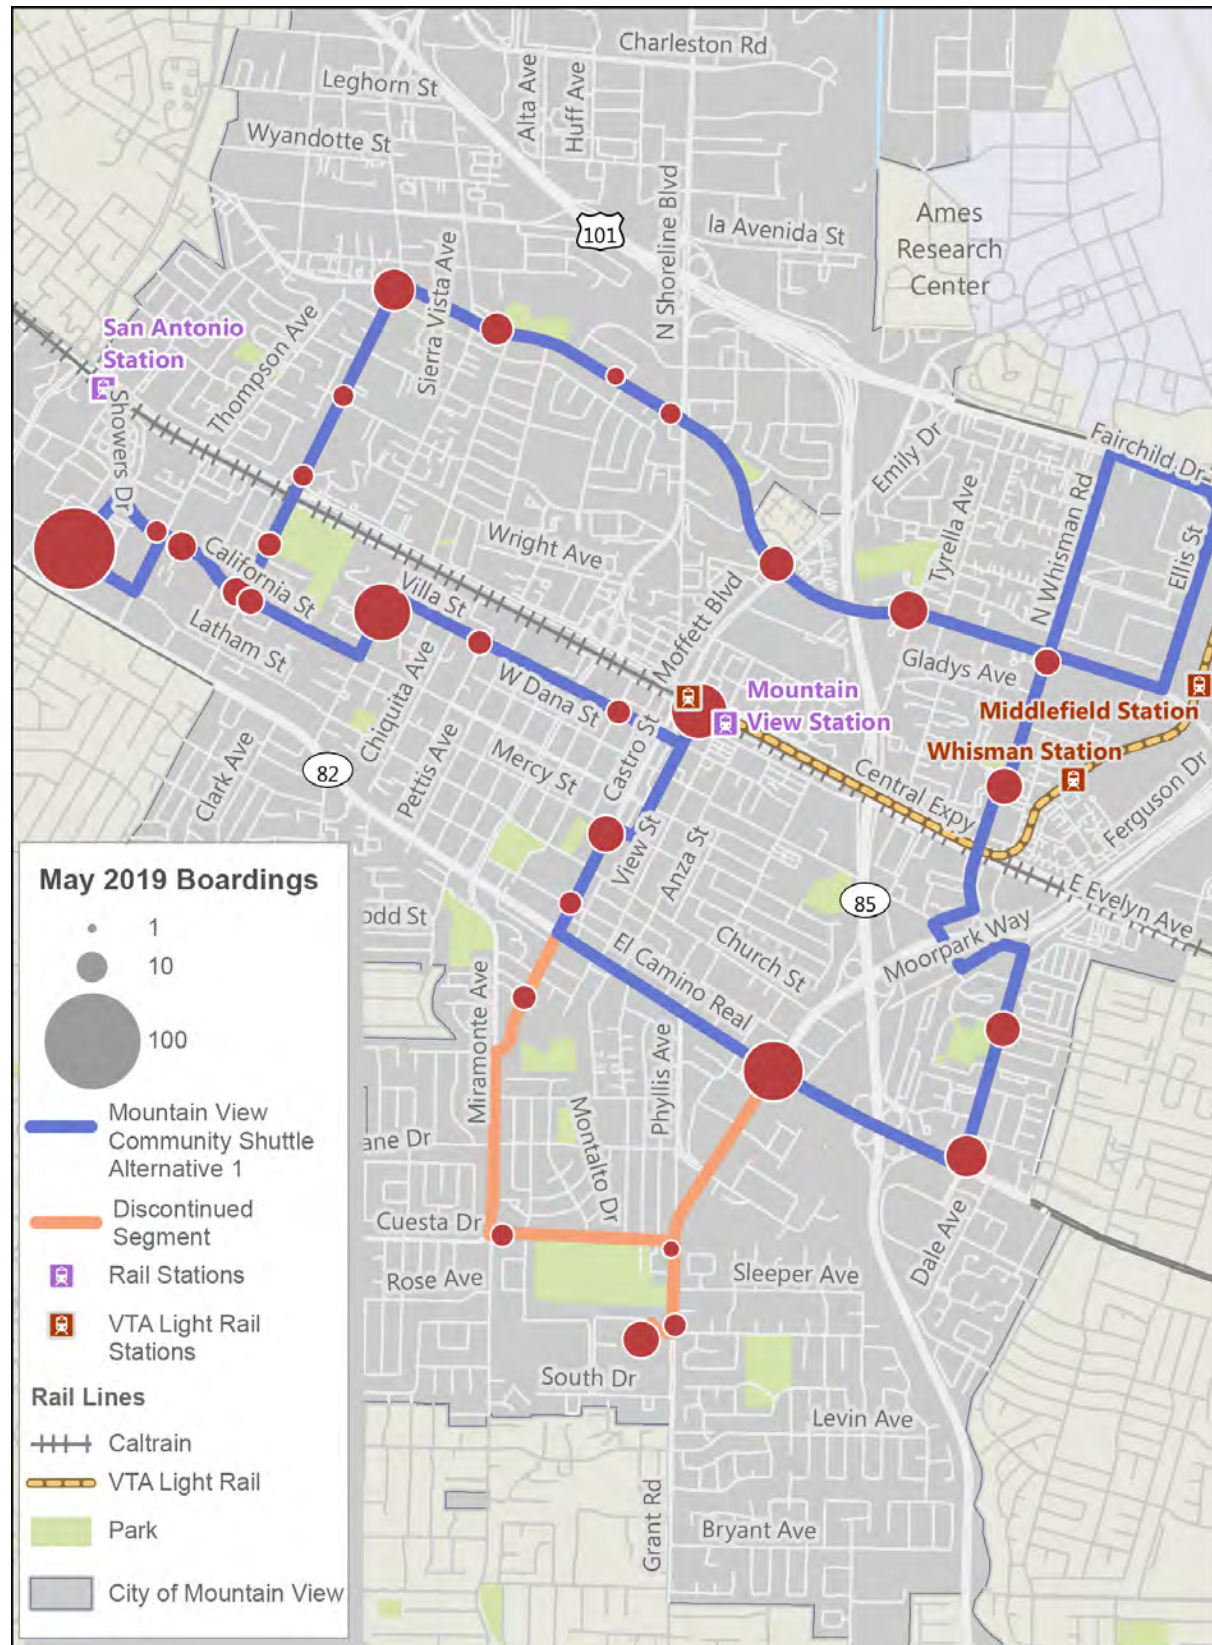 Charleston Rd
Leghorn St
Alta Ave
Huff Ave
Wyandotte St
N Shoreline Blvd
la Avenida St
101
Ames
Research
Center
Sierra Vista Ave
San Antonio
Station
Thompson Ave
Showers Dr
Emily Dr
Fairchild Dr
Tyrella Ave
N Whisman Rd
Ellis St
Wright Ave
California St
Villa St
Latham St
Moffett Blvd
Gladys Ave
Chiquita Ave
W Dana St
Mountain
View Station
Middlefield Station
Whisman Station
Castro St
Pettis Ave
Mercy St
82
Clark Ave
Central Expy
Ferguson Dr
View St
Anza St
85
E Evelyn Ave
Moorpark Way
Church St
El Camino Real
odd St
Miramonte Ave
Phyllis Ave
Montalto Dr
ane Dr
Cuesta Dr
Dale Ave
Rose Ave
Sleeper Ave
South Dr
Levin Ave
Grant Rd
Bryant Ave
May 2019 Boardings
1
10
100
Mountain View
Community Shuttle
Alternative 1
Discontinued
Segment
Rail Stations
VTA Light Rail
Stations
Rail Lines
Caltrain
VTA Light Rail
Park
City of Mountain View